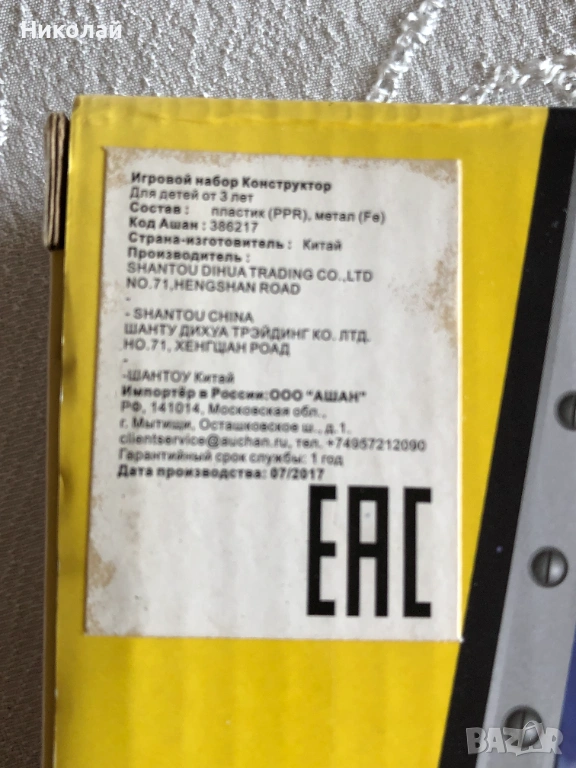 Николай
Игровой набор Конструктор
Для детей от 3 лет
Состав : пластик (PPR), метал (Fe)
Код Ашан : 386217
Страна-изготовитель : Китай
Производитель :
SHANTOU DIHUA TRADING CO.,LTD
NO.71,HENGSHAN ROAD
-
- SHANTOU CHINA
ШАНТУ ДИХУА ТРЭЙДИНГ КО. ЛТД.
НО.71, ХЕНГШАН РОАД
-
-ШАНТОУ Китай
Импортёр в России:ООО "АШАН"
РФ, 141014, Московская обл.,
г. Мытищи, Осташковское ш., д.1.
clientservice@auchan.ru, тел. +74957212090
Гарантийный срок службы: 1 год
Дата производства: 07/2017
EAC
BAZAR